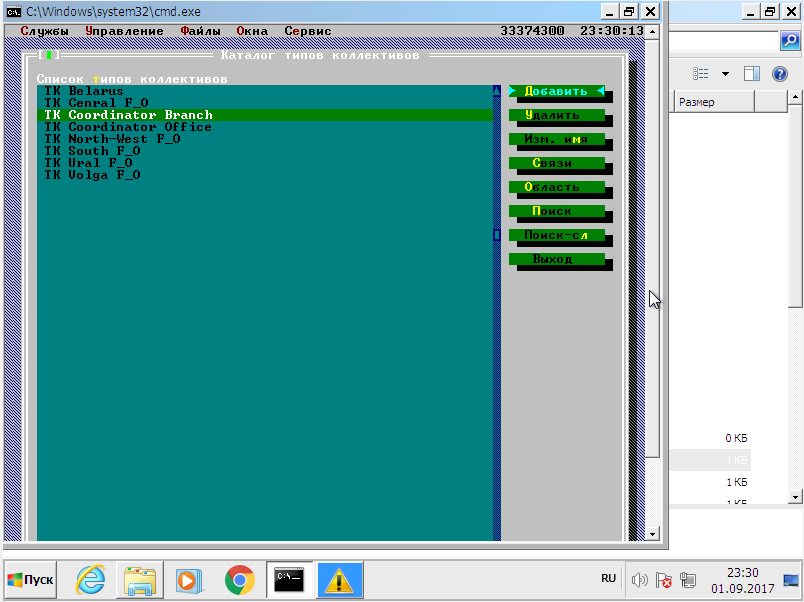 C:\Windows\system32\cmd.exe
Службы Управление Файлы Окна Сервис 33374300 23:30:13
Каталог типов коллективов
Список типов коллективов
ТК Belarus
ТК Cenral F_O
ТК Coordinator Branch
ТК Coordinator Office
ТК North-West F_O
ТК South F_O
ТК Ural F_O
ТК Volga F_O
Добавить
Удалить
Изм. имя
Связи
Область
Поиск
Поиск-сл
Выход
Размер
0 КБ
1 КБ
1 КБ
1 КБ
Пуск
C:\
RU
23:30
01.09.2017